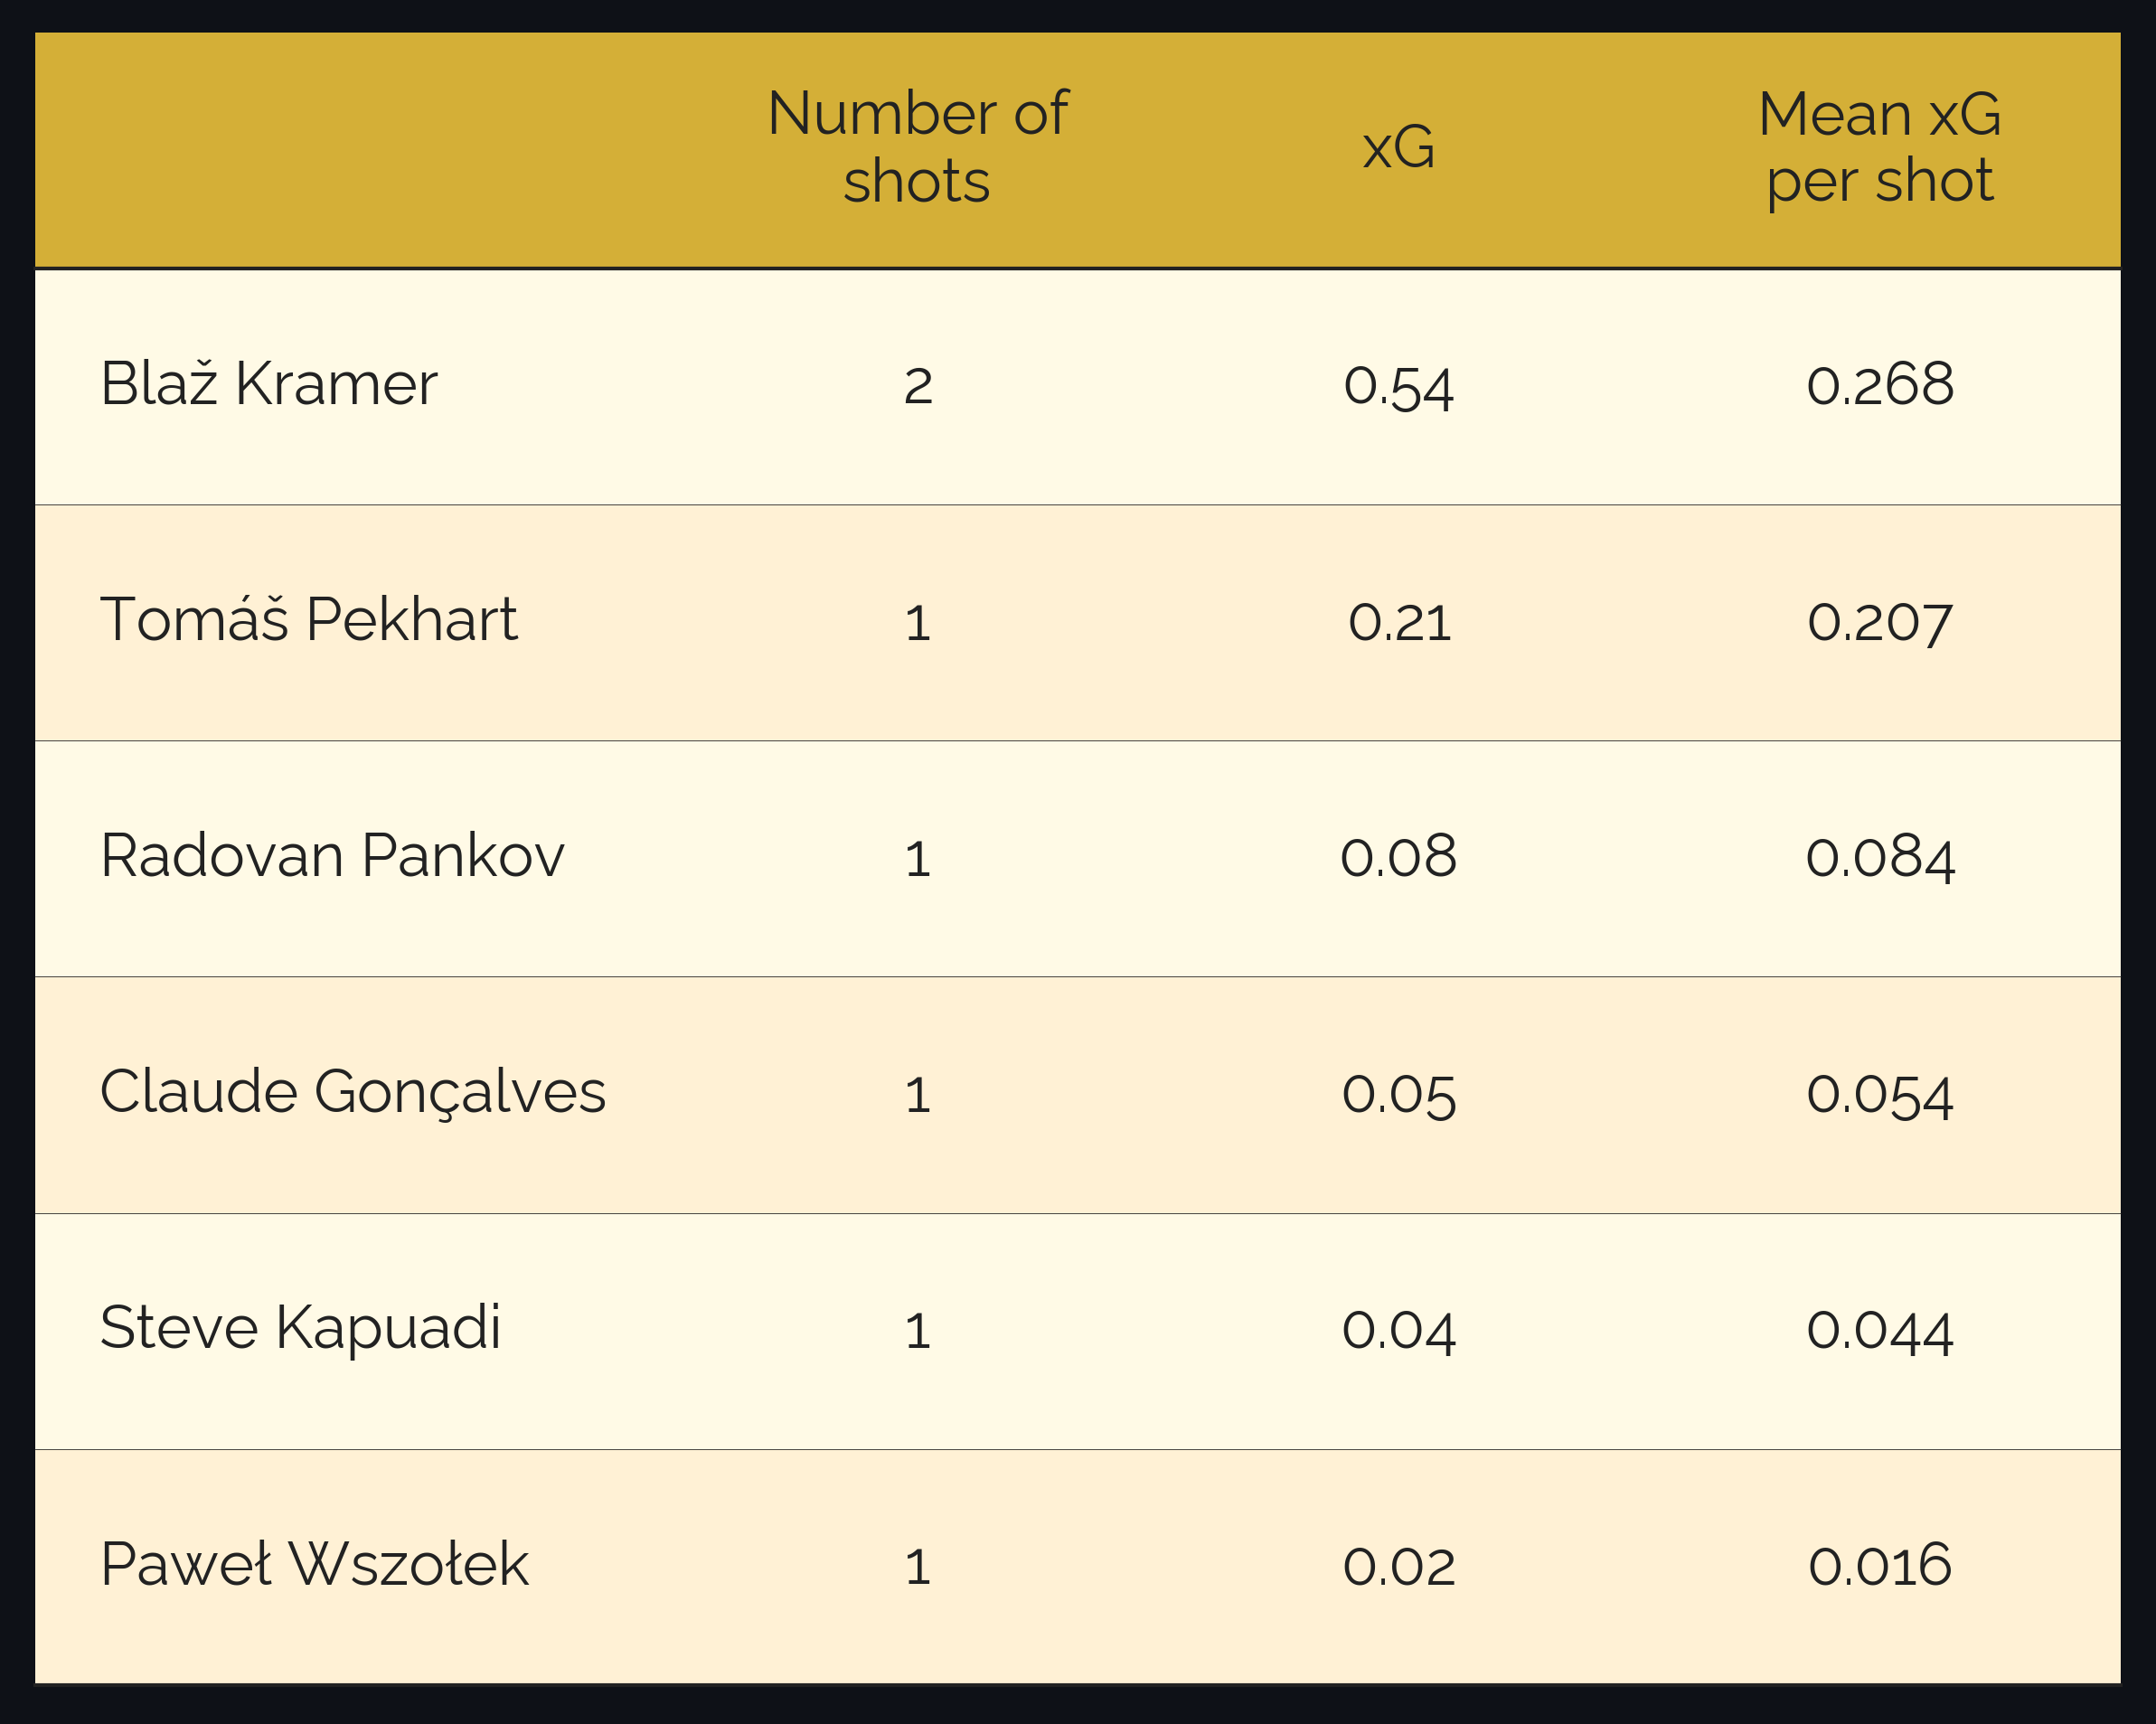 Number of
shots
xG
Mean xG
per shot
Blaž Kramer 2 0.54 0.268
Tomáš Pekhart 1 0.21 0.207
Radovan Pankov 1 0.08 0.084
Claude Gonçalves 1 0.05 0.054
Steve Kapuadi 1 0.04 0.044
Paweł Wszołek 1 0.02 0.016